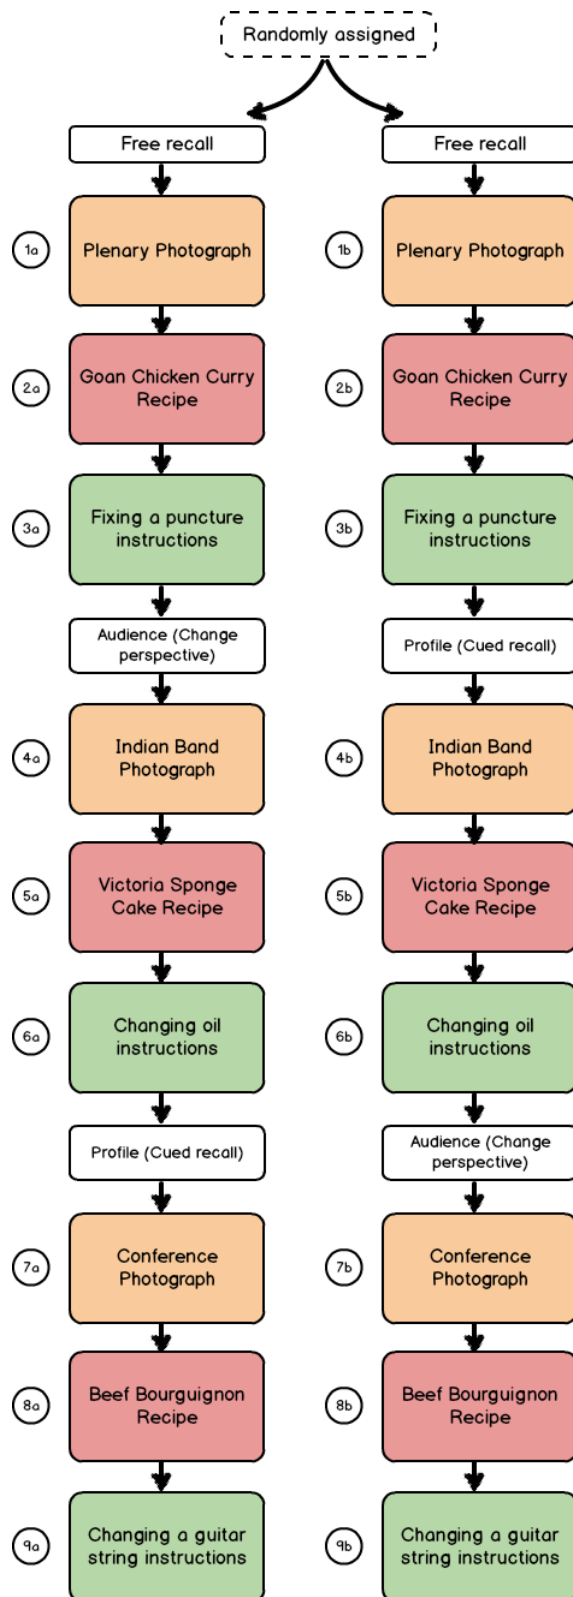 Randomly assigned
Free recall
Free recall
1a
Plenary Photograph
1b
Plenary Photograph
2a
Goan Chicken Curry
Recipe
2b
Goan Chicken Curry
Recipe
3a
Fixing a puncture
instructions
3b
Fixing a puncture
instructions
Audience (Change
perspective)
Profile (Cued recall)
4a
Indian Band
Photograph
4b
Indian Band
Photograph
5a
Victoria Sponge
Cake Recipe
5b
Victoria Sponge
Cake Recipe
6a
Changing oil
instructions
6b
Changing oil
instructions
Profile (Cued recall)
Audience (Change
perspective)
7a
Conference
Photograph
7b
Conference
Photograph
8a
Beef Bourguignon
Recipe
8b
Beef Bourguignon
Recipe
9a
Changing a guitar
string instructions
9b
Changing a guitar
string instructions